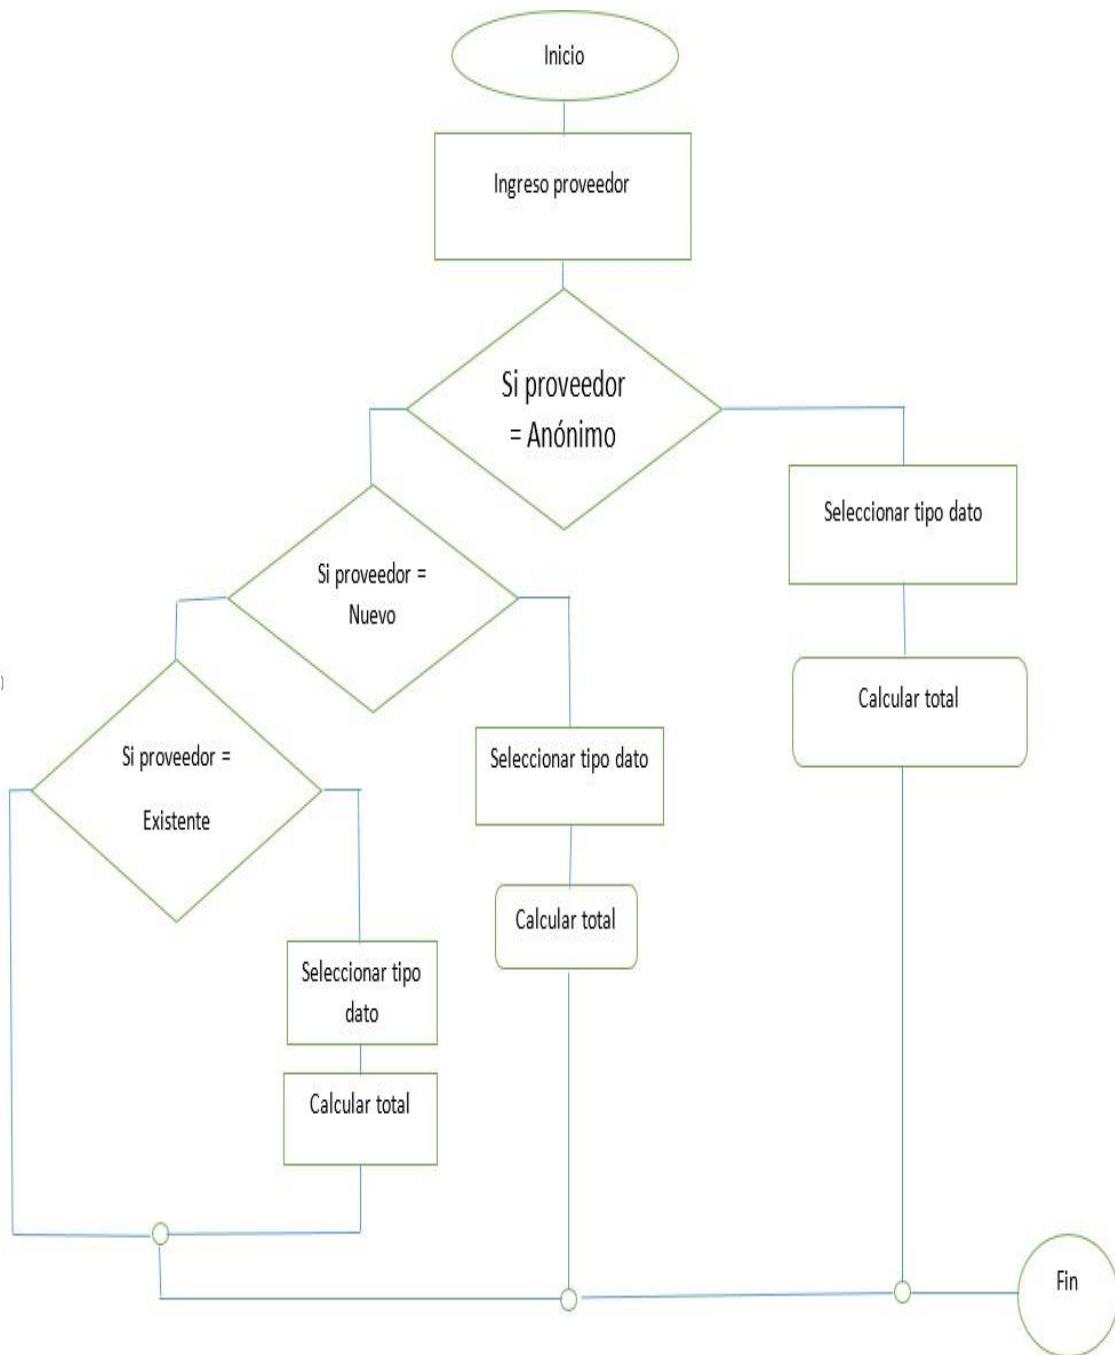 Inicio
Ingreso proveedor
Si proveedor
= Anónimo
Seleccionar tipo dato
Calcular total
Si proveedor =
Nuevo
Seleccionar tipo dato
Calcular total
Si proveedor =
Existente
Seleccionar tipo
dato
Calcular total
Fin